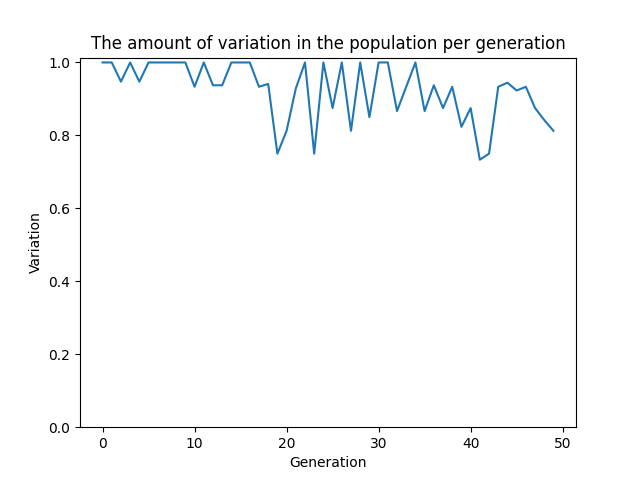 The amount of variation in the population per generation
1.0
0.8
0.6
0.4
0.2
0.0
Variation
0 10 20 30 40 50
Generation